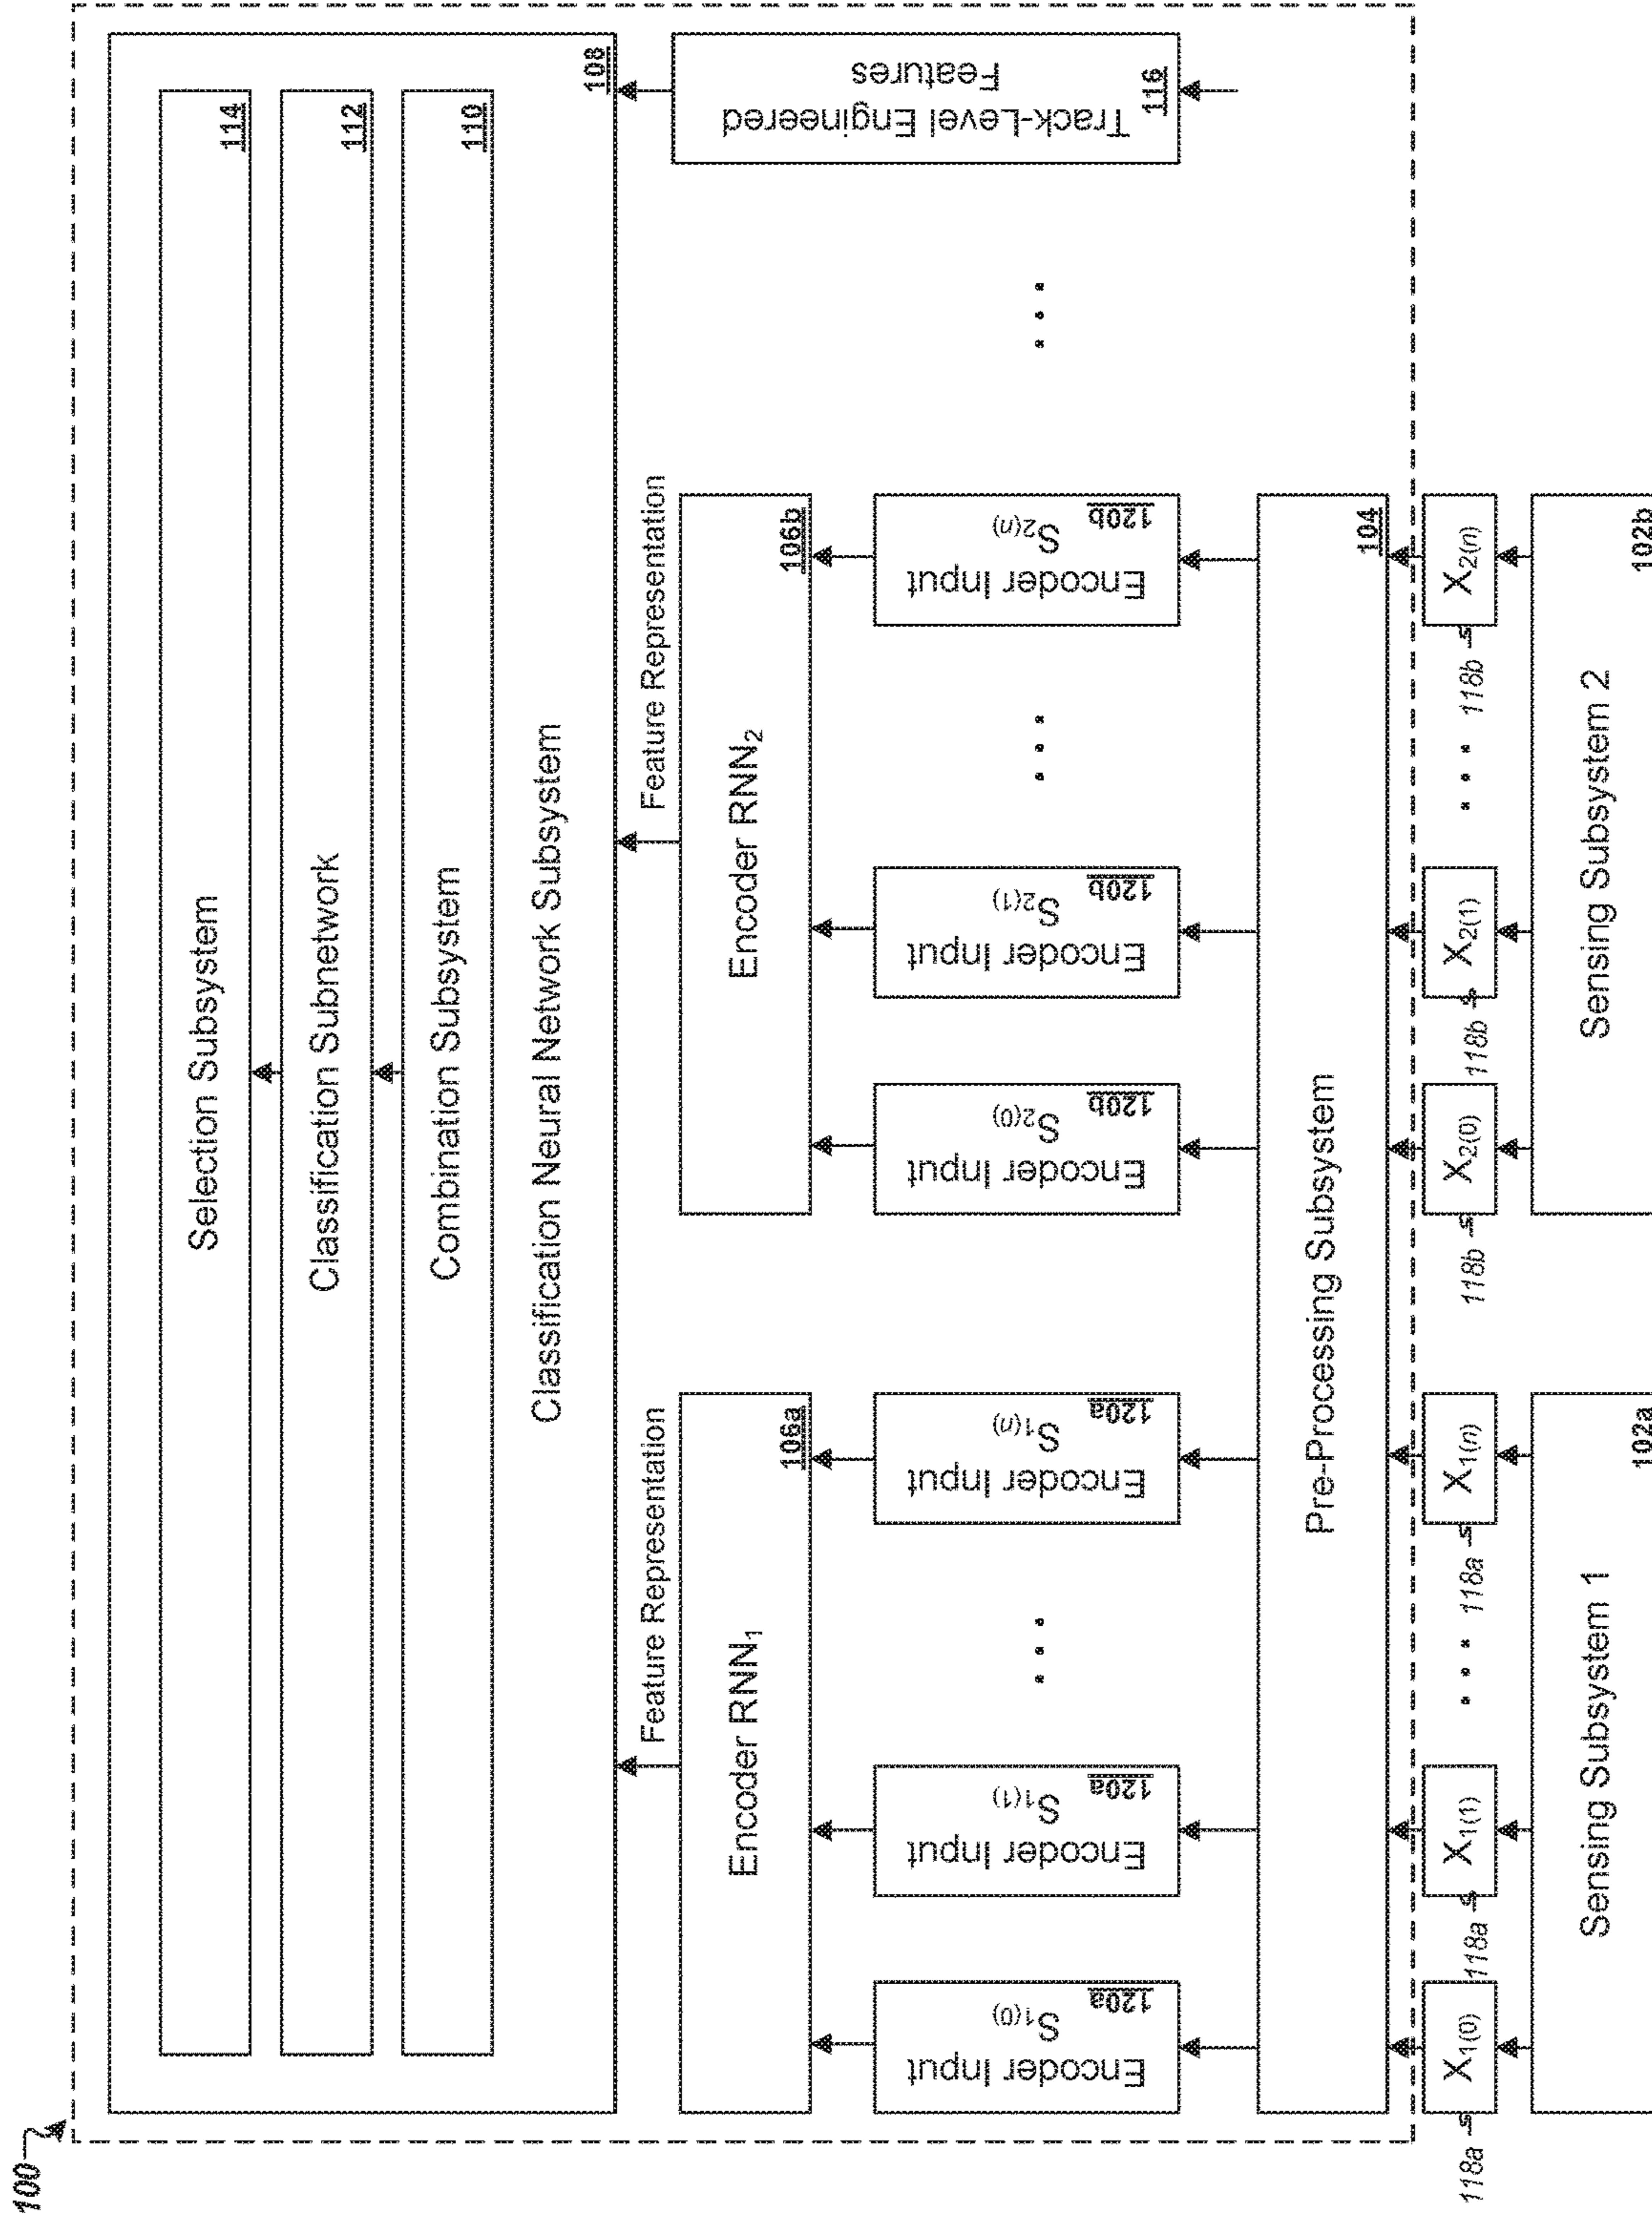 100
Selection Subsystem
114
Classification Subnetwork
112
Combination Subsystem
110
Classification Neural Network Subsystem
108
Feature Representation
Feature Representation
Encoder RNN₁
106a
Encoder RNN₂
106b
Track-Level Engineered
Features
116
Encoder Input
S₁₍₀₎
120a
Encoder Input
S₁₍₁₎
120a
. . .
Encoder Input
S₁₍ₙ₎
120a
Encoder Input
S₂₍₀₎
120b
Encoder Input
S₂₍₁₎
120b
. . .
Encoder Input
S₂₍ₙ₎
120b
. . .
Pre-Processing Subsystem
104
118a
X₁₍₀₎
118a
X₁₍₁₎
. . .
118a
X₁₍ₙ₎
118b
X₂₍₀₎
118b
X₂₍₁₎
. . .
118b
X₂₍ₙ₎
Sensing Subsystem 1
102a
Sensing Subsystem 2
102b